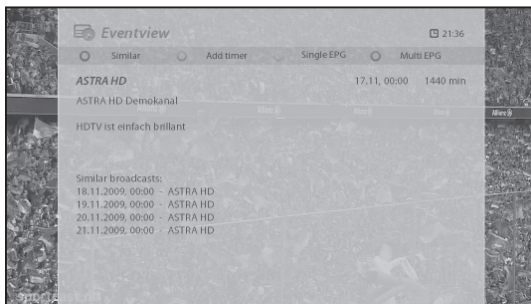 Eventview 21:36
Similar Add timer Single EPG Multi EPG
ASTRA HD 17.11, 00:00 1440 min
ASTRA HD Demokanal
HDTV ist einfach brillant
Similar broadcasts:
18.11.2009, 00:00 - ASTRA HD
19.11.2009, 00:00 - ASTRA HD
20.11.2009, 00:00 - ASTRA HD
21.11.2009, 00:00 - ASTRA HD
Allianz